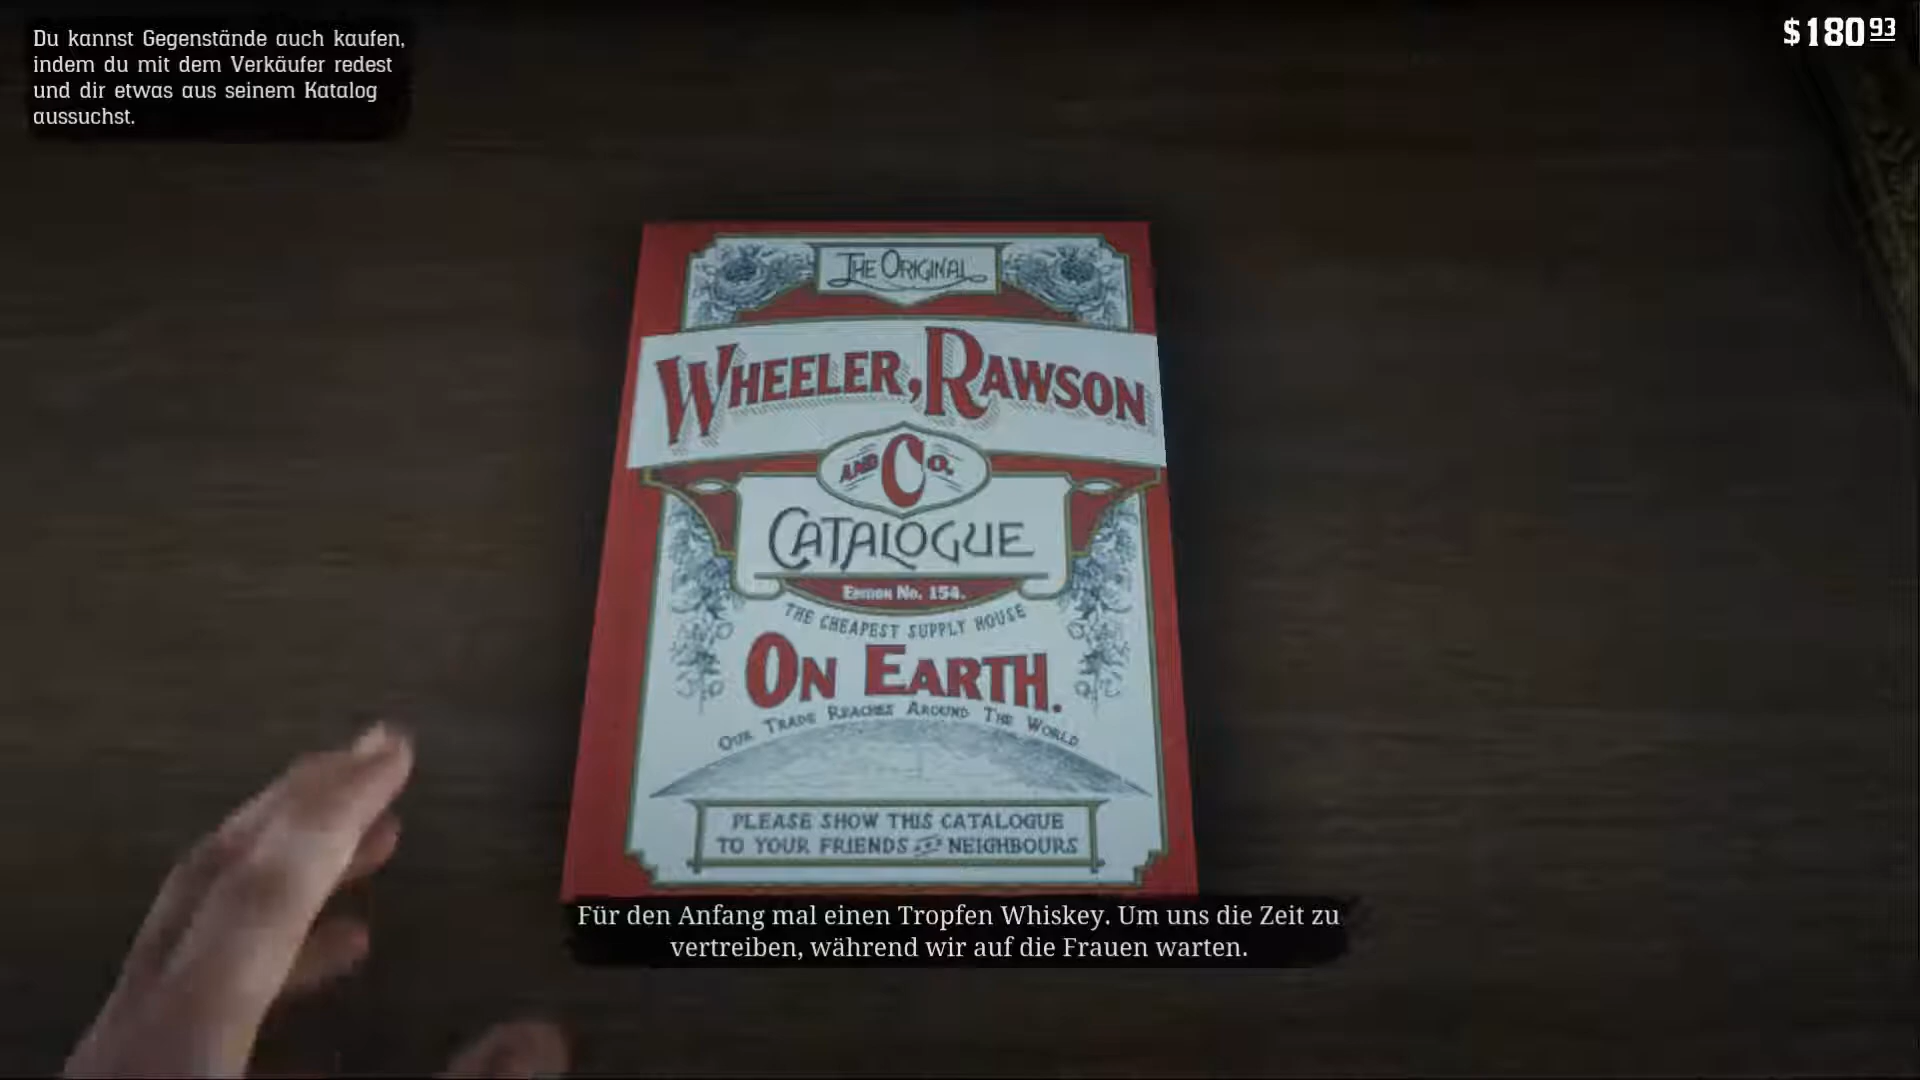 Du kannst Gegenstände auch kaufen,
indem du mit dem Verkäufer redest
und dir etwas aus seinem Katalog
aussuchst.
$180 93
THE ORIGINAL
WHEELER, RAWSON
AND CO.
CATALOGUE
EDITION No. 154.
THE CHEAPEST SUPPLY HOUSE
ON EARTH.
OUR TRADE REACHES AROUND THE WORLD
PLEASE SHOW THIS CATALOGUE
TO YOUR FRIENDS AND NEIGHBOURS
Für den Anfang mal einen Tropfen Whiskey. Um uns die Zeit zu
vertreiben, während wir auf die Frauen warten.